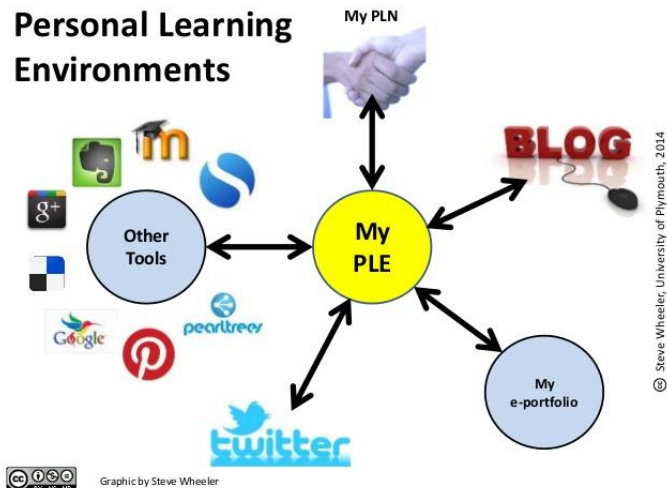 Personal Learning
Environments
My PLN
BLOG
g+
Other
Tools
My
PLE
Google
pearltrees
twitter
My
e-portfolio
© Steve Wheeler, University of Plymouth, 2014
Graphic by Steve Wheeler